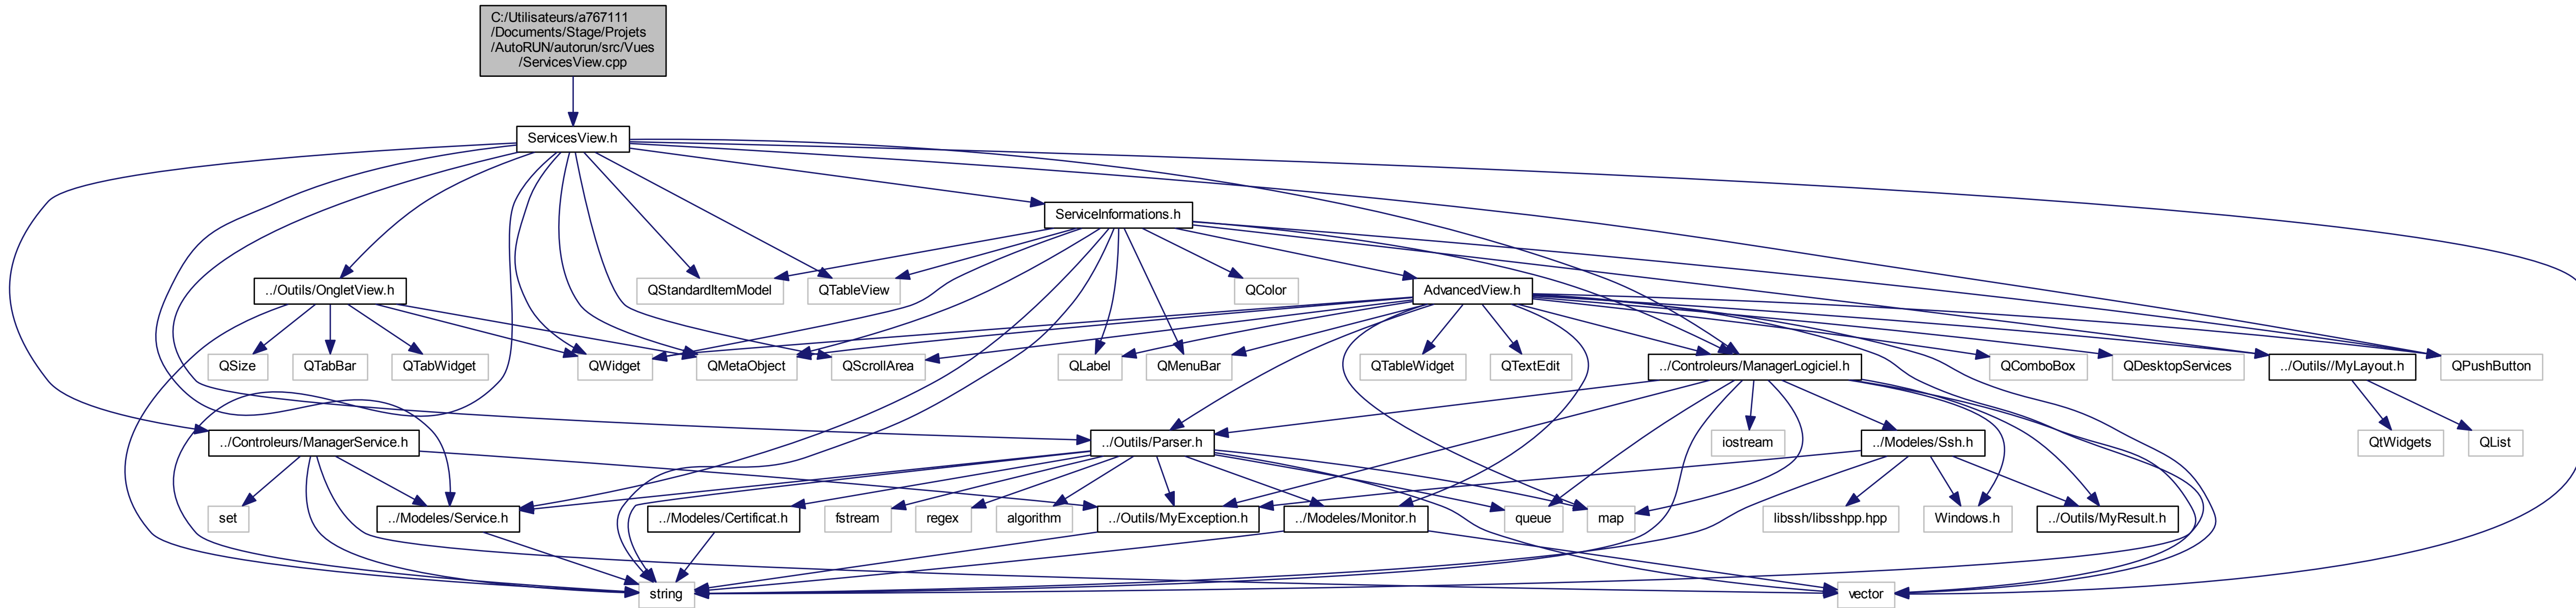 C:/Utilisateurs/a767111
/Documents/Stage/Projets
/AutoRUN/autorun/src/Vues
/ServicesView.cpp
ServicesView.h
ServiceInformations.h
../Outils/OngletView.h
QStandardItemModel
QTableView
QColor
AdvancedView.h
QSize
QTabBar
QTabWidget
QWidget
QMetaObject
QScrollArea
QLabel
QMenuBar
QTableWidget
QTextEdit
../Controleurs/ManagerLogiciel.h
QComboBox
QDesktopServices
../Outils//MyLayout.h
QPushButton
../Controleurs/ManagerService.h
../Outils/Parser.h
iostream
../Modeles/Ssh.h
QtWidgets
QList
set
../Modeles/Service.h
../Modeles/Certificat.h
fstream
regex
algorithm
../Outils/MyException.h
../Modeles/Monitor.h
queue
map
libssh/libsshpp.hpp
Windows.h
../Outils/MyResult.h
string
vector